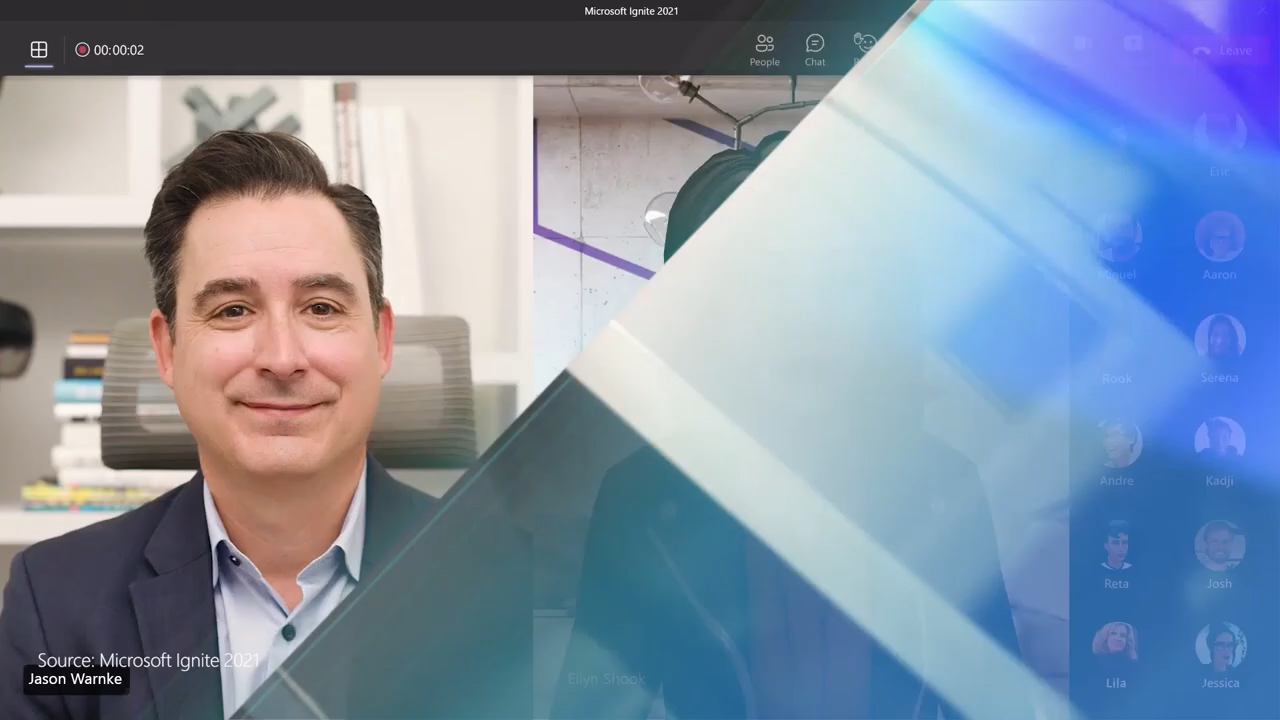 Microsoft Ignite 2021
00:00:02
People
Chat
Leave
Eric
Aaron
Rook
Serena
Andre
Kadji
Reta
Josh
Lila
Jessica
Source: Microsoft Ignite 2021
Jason Warnke
Ellyn Shook